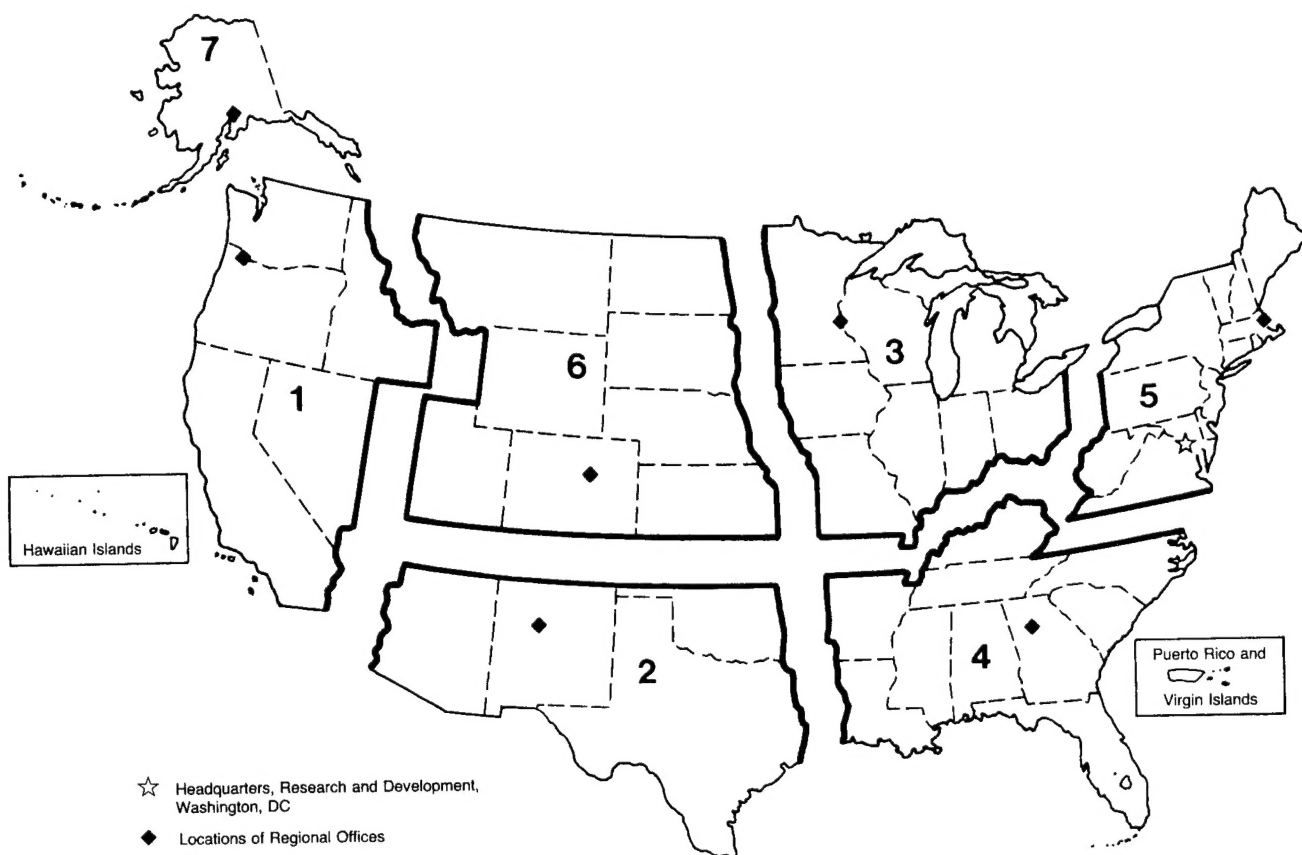 7
3
6
1
5
Hawaiian Islands
2
4
Puerto Rico and
Virgin Islands
Headquarters, Research and Development,
Washington, DC
Locations of Regional Offices